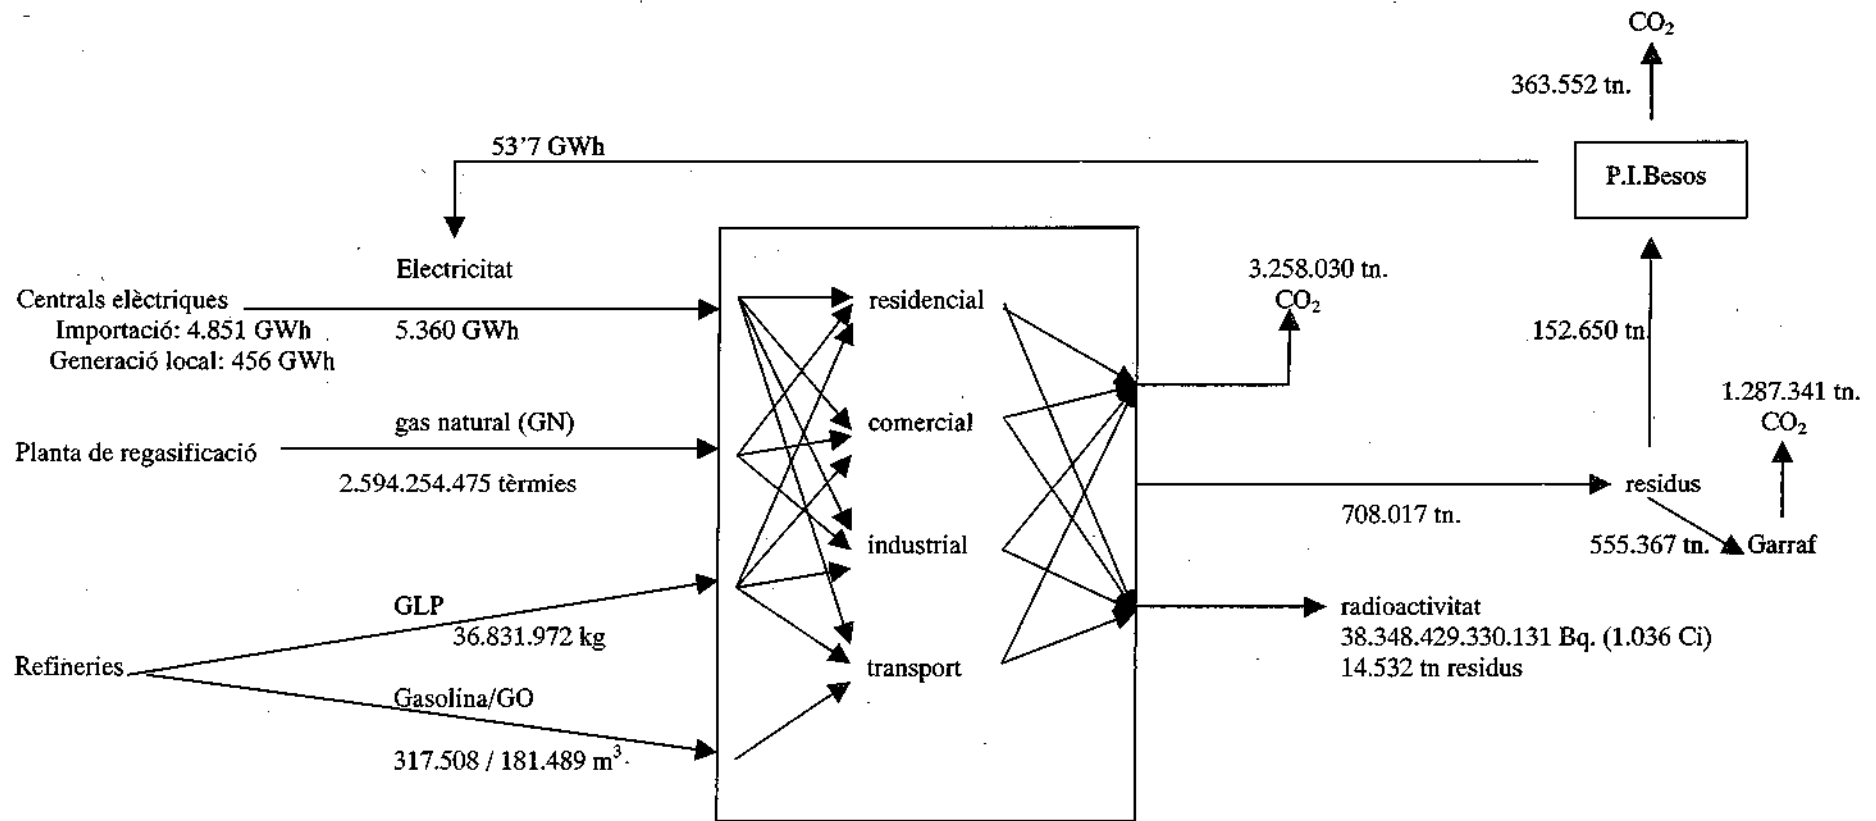 CO₂
363.552 tn.
53'7 GWh
P.I.Besos
Electricitat
Centrals elèctriques
Importació: 4.851 GWh
Generació local: 456 GWh
5.360 GWh
residencial
3.258.030 tn.
CO₂
152.650 tn.
1.287.341 tn.
CO₂
gas natural (GN)
Planta de regasificació
2.594.254.475 tèrmies
comercial
residus
708.017 tn.
555.367 tn.
Garraf
industrial
GLP
36.831.972 kg
Refineries
transport
radioactivitat
38.348.429.330.131 Bq. (1.036 Ci)
14.532 tn residus
Gasolina/GO
317.508 / 181.489 m³